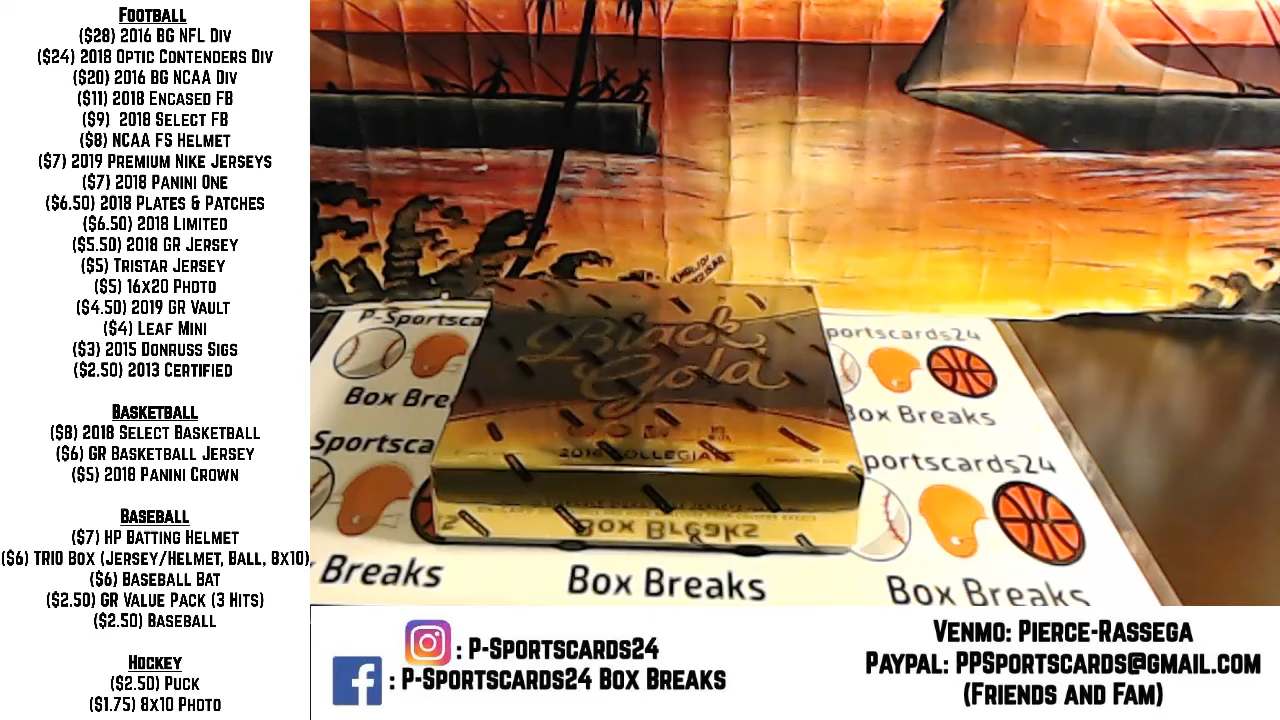 Football
($28) 2016 BG NFL Div
($24) 2018 Optic Contenders Div
($20) 2016 BG NCAA Div
($11) 2018 Encased FB
($9) 2018 Select FB
($8) NCAA FS Helmet
($7) 2019 Premium Nike Jerseys
($7) 2018 Panini One
($6.50) 2018 Plates & Patches
($6.50) 2018 Limited
($5.50) 2018 GR Jersey
($5) Tristar Jersey
($5) 16x20 Photo
($4.50) 2019 GR Vault
($4) Leaf Mini
($3) 2015 Donruss Sigs
($2.50) 2013 Certified
Basketball
($8) 2018 Select Basketball
($6) GR Basketball Jersey
($5) 2018 Panini Crown
Baseball
($7) HP Batting Helmet
($6) Trio Box (Jersey/Helmet, Ball, 8x10)
($6) Baseball Bat
($2.50) GR Value Pack (3 Hits)
($2.50) Baseball
Hockey
($2.50) Puck
($1.75) 8x10 Photo
P-Sportsca
portscards24
Box Bre
Box Breaks
Sportsca
portscards24
Breaks
Box Breaks
Box Breaks
Black
Gold
2016 Collegiate
: P-Sportscards24
: P-Sportscards24 Box Breaks
Venmo: Pierce-Rassega
Paypal: PPSportscards@gmail.com
(Friends and Fam)